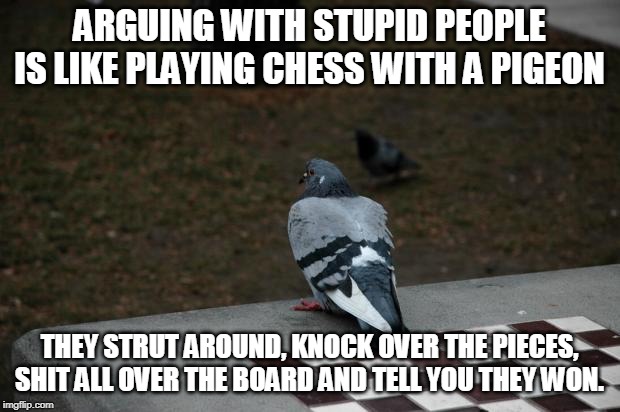 ARGUING WITH STUPID PEOPLE
IS LIKE PLAYING CHESS WITH A PIGEON
THEY STRUT AROUND, KNOCK OVER THE PIECES,
SHIT ALL OVER THE BOARD AND TELL YOU THEY WON.
imgflip.com